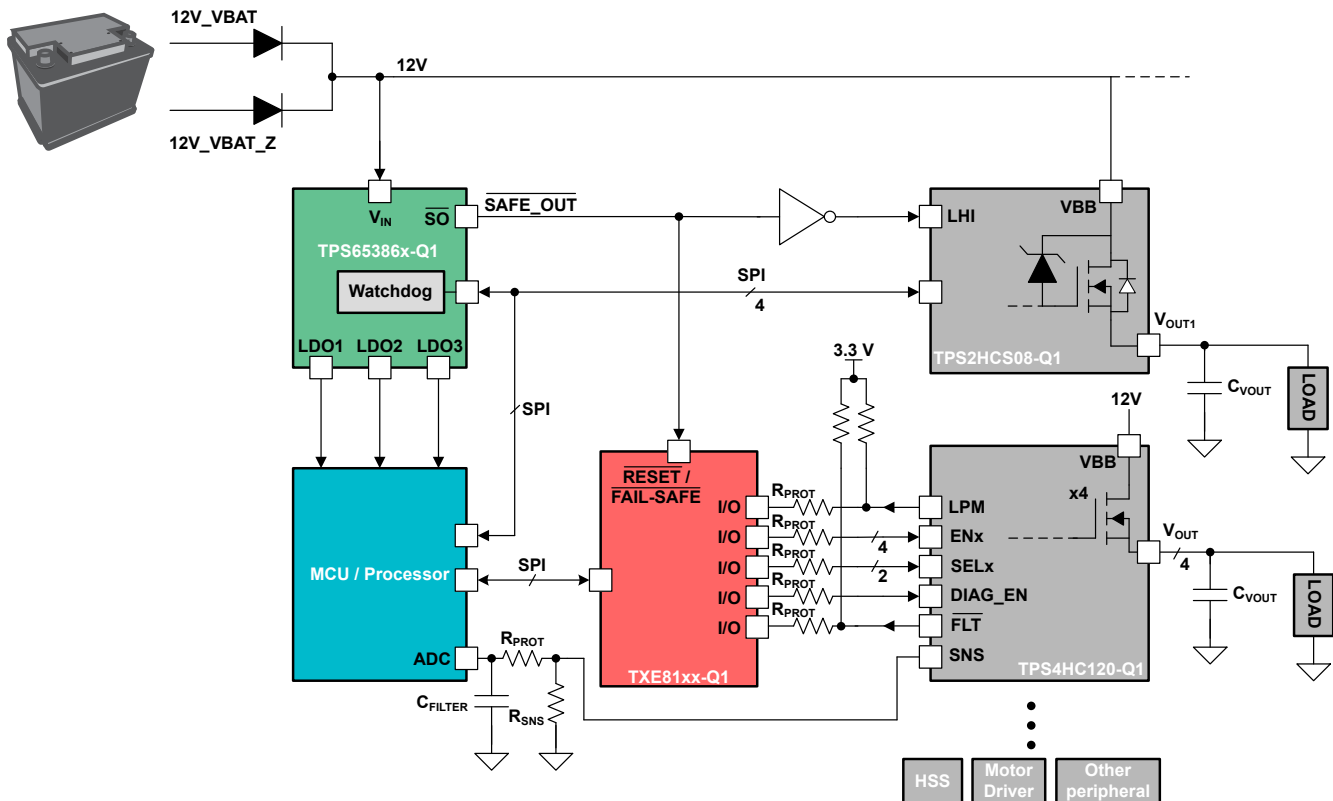 12V_VBAT
12V
12V_VBAT_Z
VIN
SO
SAFE_OUT
TPS65386x-Q1
Watchdog
LDO1 LDO2 LDO3
LHI
VBB
SPI
4
VOUT1
TPS2HCS08-Q1
CVOUT
LOAD
3.3 V
SPI
12V
RESET /
FAIL-SAFE
VBB
x4
I/O
RPROT
LPM
I/O
RPROT
4
ENx
VOUT
4
I/O
RPROT
2
SELx
I/O
RPROT
DIAG_EN
I/O
RPROT
FLT
SNS
CVOUT
LOAD
TPS4HC120-Q1
MCU / Processor
SPI
TXE81xx-Q1
ADC
RPROT
CFILTER
RSNS
HSS
Motor
Driver
Other
peripheral